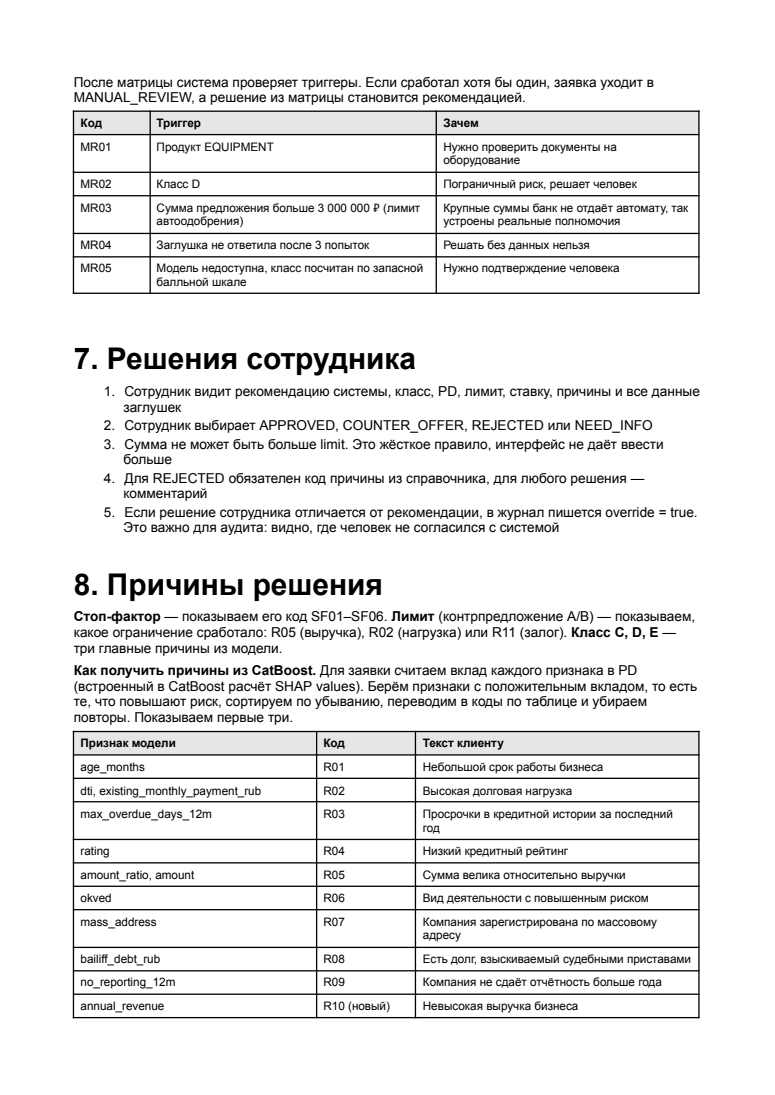 После матрицы система проверяет триггеры. Если сработал хотя бы один, заявка уходит в
MANUAL_REVIEW, а решение из матрицы становится рекомендацией.
Код Триггер Зачем
MR01 Продукт EQUIPMENT Нужно проверить документы на
оборудование
MR02 Класс D Пограничный риск, решает человек
MR03 Сумма предложения больше 3 000 000 ₽ (лимит
автоодобрения)
Крупные суммы банк не отдаёт автомату, так
устроены реальные полномочия
MR04 Заглушка не ответила после 3 попыток Решать без данных нельзя
MR05 Модель недоступна, класс посчитан по запасной
балльной шкале
Нужно подтверждение человека
7. Решения сотрудника
1. Сотрудник видит рекомендацию системы, класс, PD, лимит, ставку, причины и все данные
заглушек
2. Сотрудник выбирает APPROVED, COUNTER_OFFER, REJECTED или NEED_INFO
3. Сумма не может быть больше limit. Это жёсткое правило, интерфейс не даёт ввести
больше
4. Для REJECTED обязателен код причины из справочника, для любого решения —
комментарий
5. Если решение сотрудника отличается от рекомендации, в журнал пишется override = true.
Это важно для аудита: видно, где человек не согласился с системой
8. Причины решения
Стоп-фактор — показываем его код SF01–SF06. Лимит (контрпредложение A/B) — показываем,
какое ограничение сработало: R05 (выручка), R02 (нагрузка) или R11 (залог). Класс C, D, E —
три главные причины из модели.
Как получить причины из CatBoost. Для заявки считаем вклад каждого признака в PD
(встроенный в CatBoost расчёт SHAP values). Берём признаки с положительным вкладом, то есть
те, что повышают риск, сортируем по убыванию, переводим в коды по таблице и убираем
повторы. Показываем первые три.
Признак модели Код Текст клиенту
age_months R01 Небольшой срок работы бизнеса
dti, existing_monthly_payment_rub R02 Высокая долговая нагрузка
max_overdue_days_12m R03 Просрочки в кредитной истории за последний
год
rating R04 Низкий кредитный рейтинг
amount_ratio, amount R05 Сумма велика относительно выручки
okved R06 Вид деятельности с повышенным риском
mass_address R07 Компания зарегистрирована по массовому
адресу
bailiff_debt_rub R08 Есть долг, взыскиваемый судебными приставами
no_reporting_12m R09 Компания не сдаёт отчётность больше года
annual_revenue R10 (новый) Невысокая выручка бизнеса